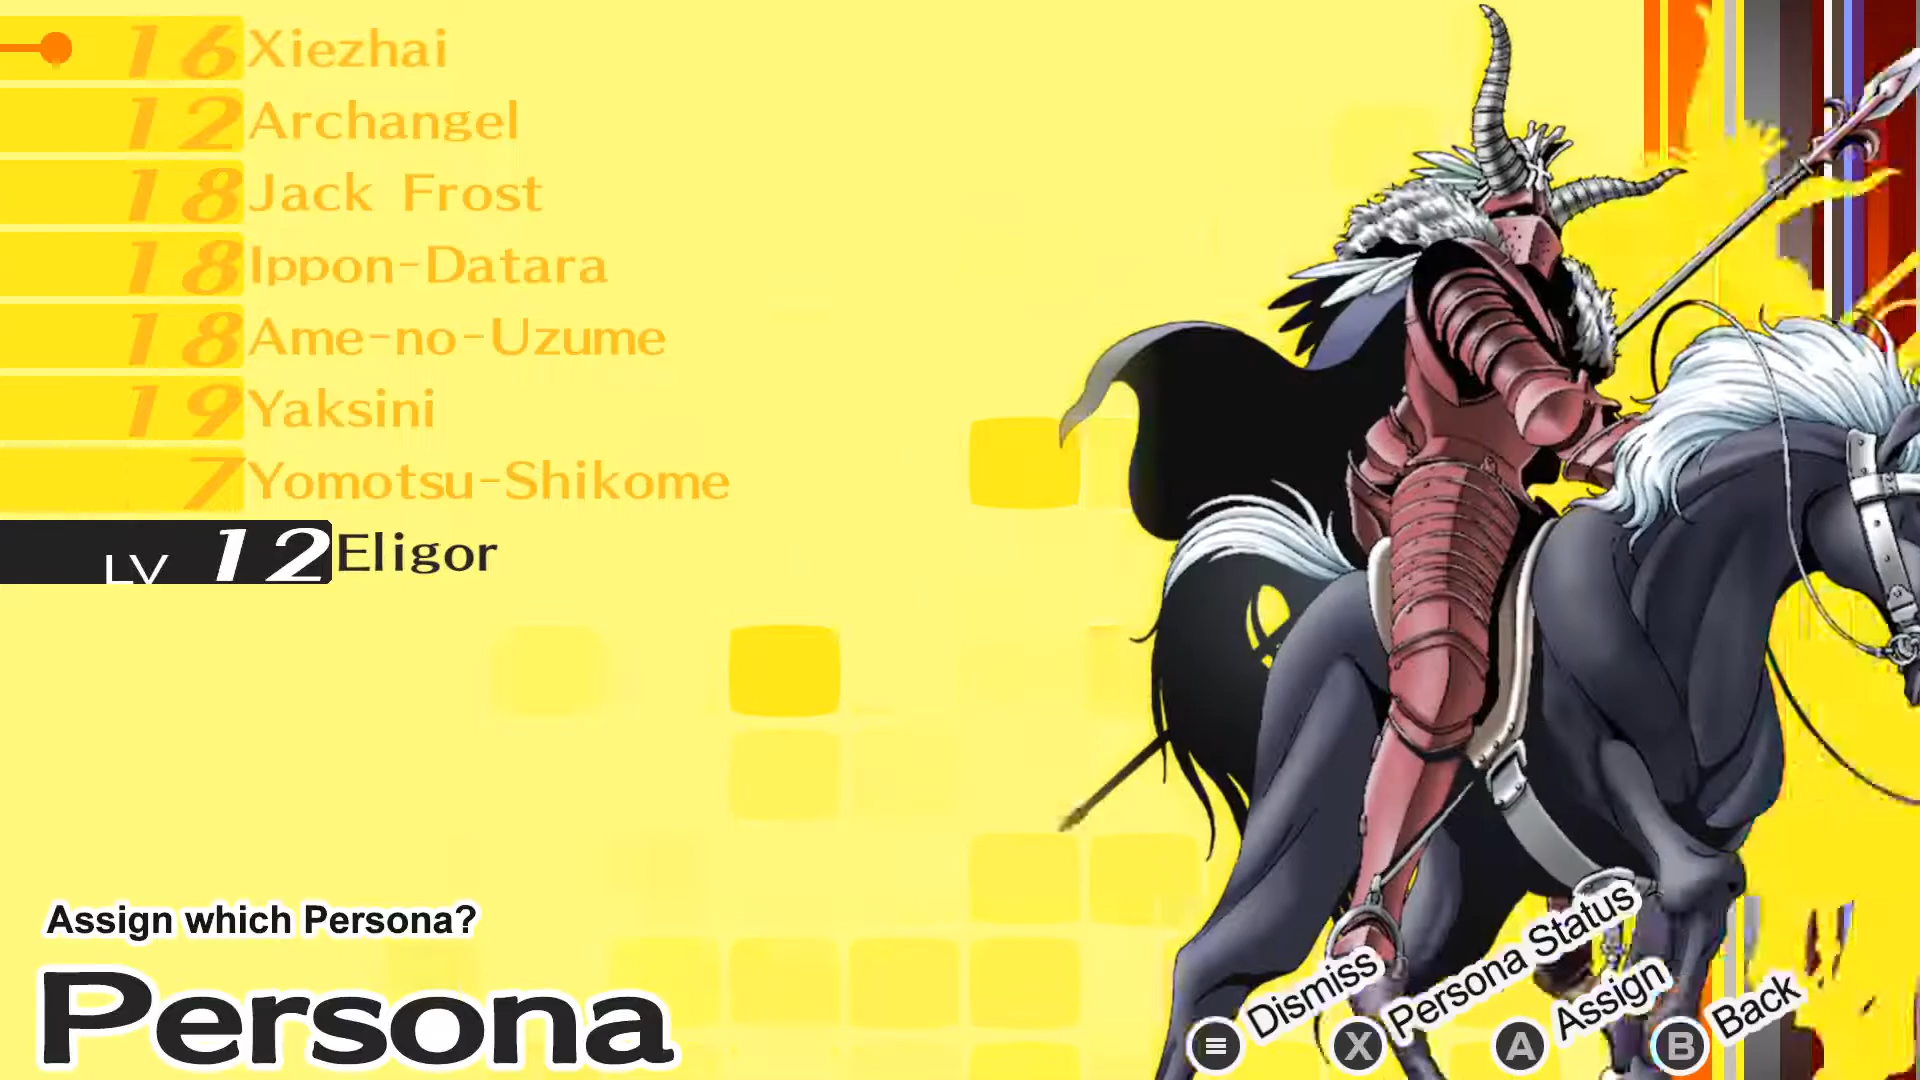 16 Xiezhai
12 Archangel
18 Jack Frost
18 Ippon-Datara
18 Ame-no-Uzume
19 Yaksini
7 Yomotsu-Shikome
LV 12 Eligor
Assign which Persona?
Persona
Dismiss
X Persona Status
A Assign
B Back